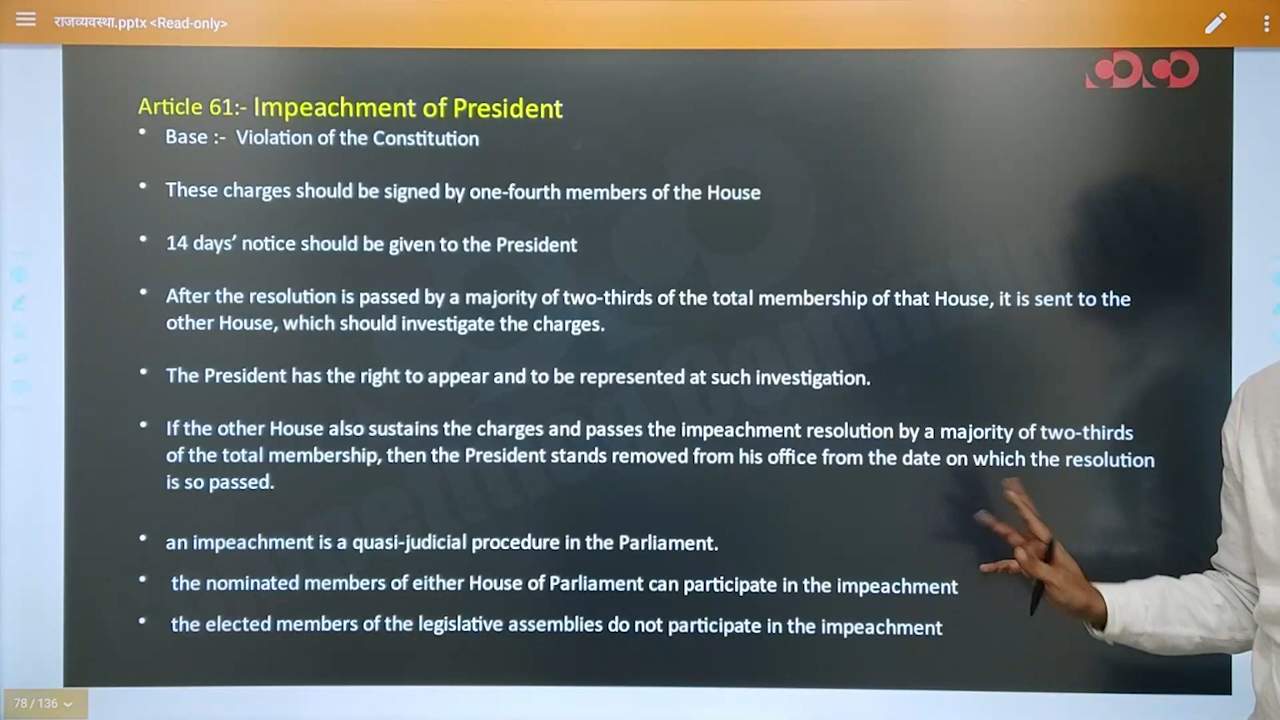 राजव्यवस्था.pptx <Read-only>
Article 61:- Impeachment of President
• Base :- Violation of the Constitution
• These charges should be signed by one-fourth members of the House
• 14 days’ notice should be given to the President
• After the resolution is passed by a majority of two-thirds of the total membership of that House, it is sent to the
other House, which should investigate the charges.
• The President has the right to appear and to be represented at such investigation.
• If the other House also sustains the charges and passes the impeachment resolution by a majority of two-thirds
of the total membership, then the President stands removed from his office from the date on which the resolution
is so passed.
• an impeachment is a quasi-judicial procedure in the Parliament.
• the nominated members of either House of Parliament can participate in the impeachment
• the elected members of the legislative assemblies do not participate in the impeachment
78 / 136